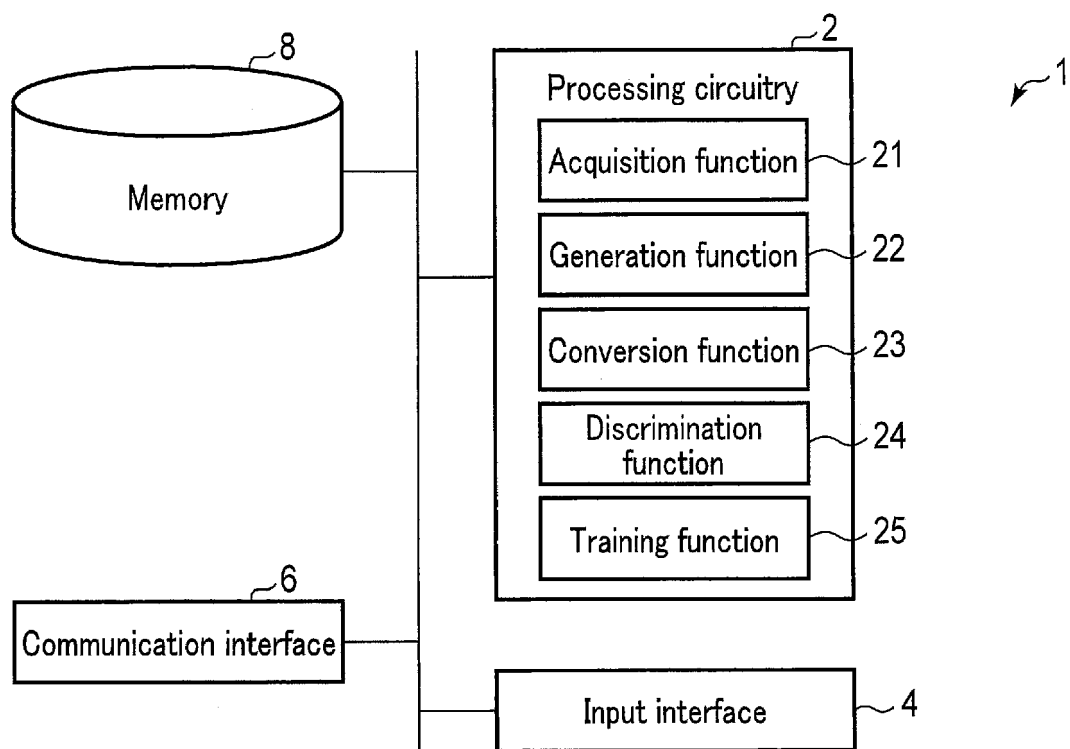 8
Memory
2
1
Processing circuitry
Acquisition function
21
Generation function
22
Conversion function
23
Discrimination
function
24
Training function
25
6
Communication interface
Input interface
4